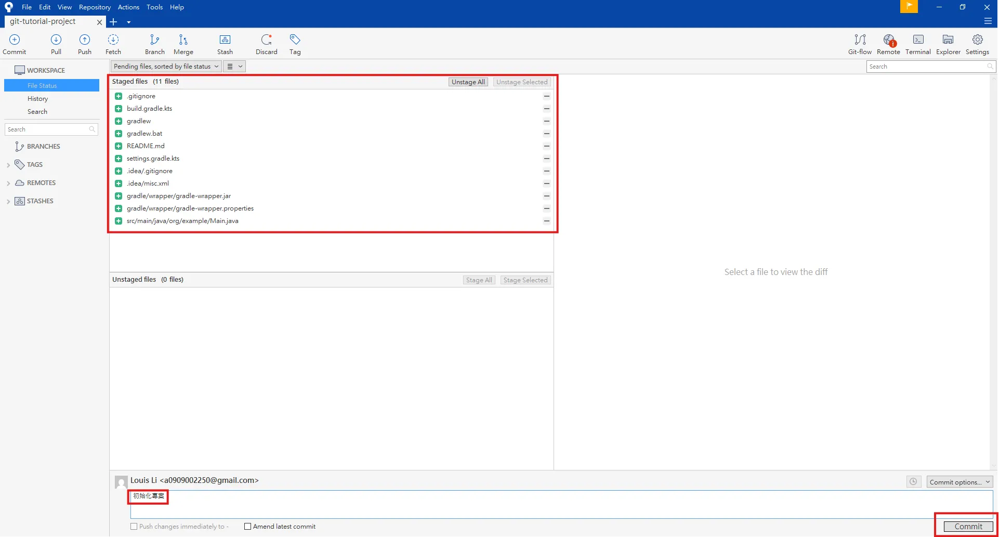 File Edit View Repository Actions Tools Help
git-tutorial-project
Commit Pull Push Fetch Branch Merge Stash Discard Tag Git-flow Remote Terminal Explorer Settings
WORKSPACE
File Status
History
Search
Search
BRANCHES
TAGS
REMOTES
STASHES
Pending files, sorted by file status
Search
Staged files (11 files) Unstage All Unstage Selected
.gitignore
build.gradle.kts
gradlew
gradlew.bat
README.md
settings.gradle.kts
.idea/.gitignore
.idea/misc.xml
gradle/wrapper/gradle-wrapper.jar
gradle/wrapper/gradle-wrapper.properties
src/main/java/org/example/Main.java
Unstaged files (0 files) Stage All Stage Selected
Select a file to view the diff
Louis Li <a0909002250@gmail.com>
Commit options...
初始化專案
Push changes immediately to -
Amend latest commit
Commit